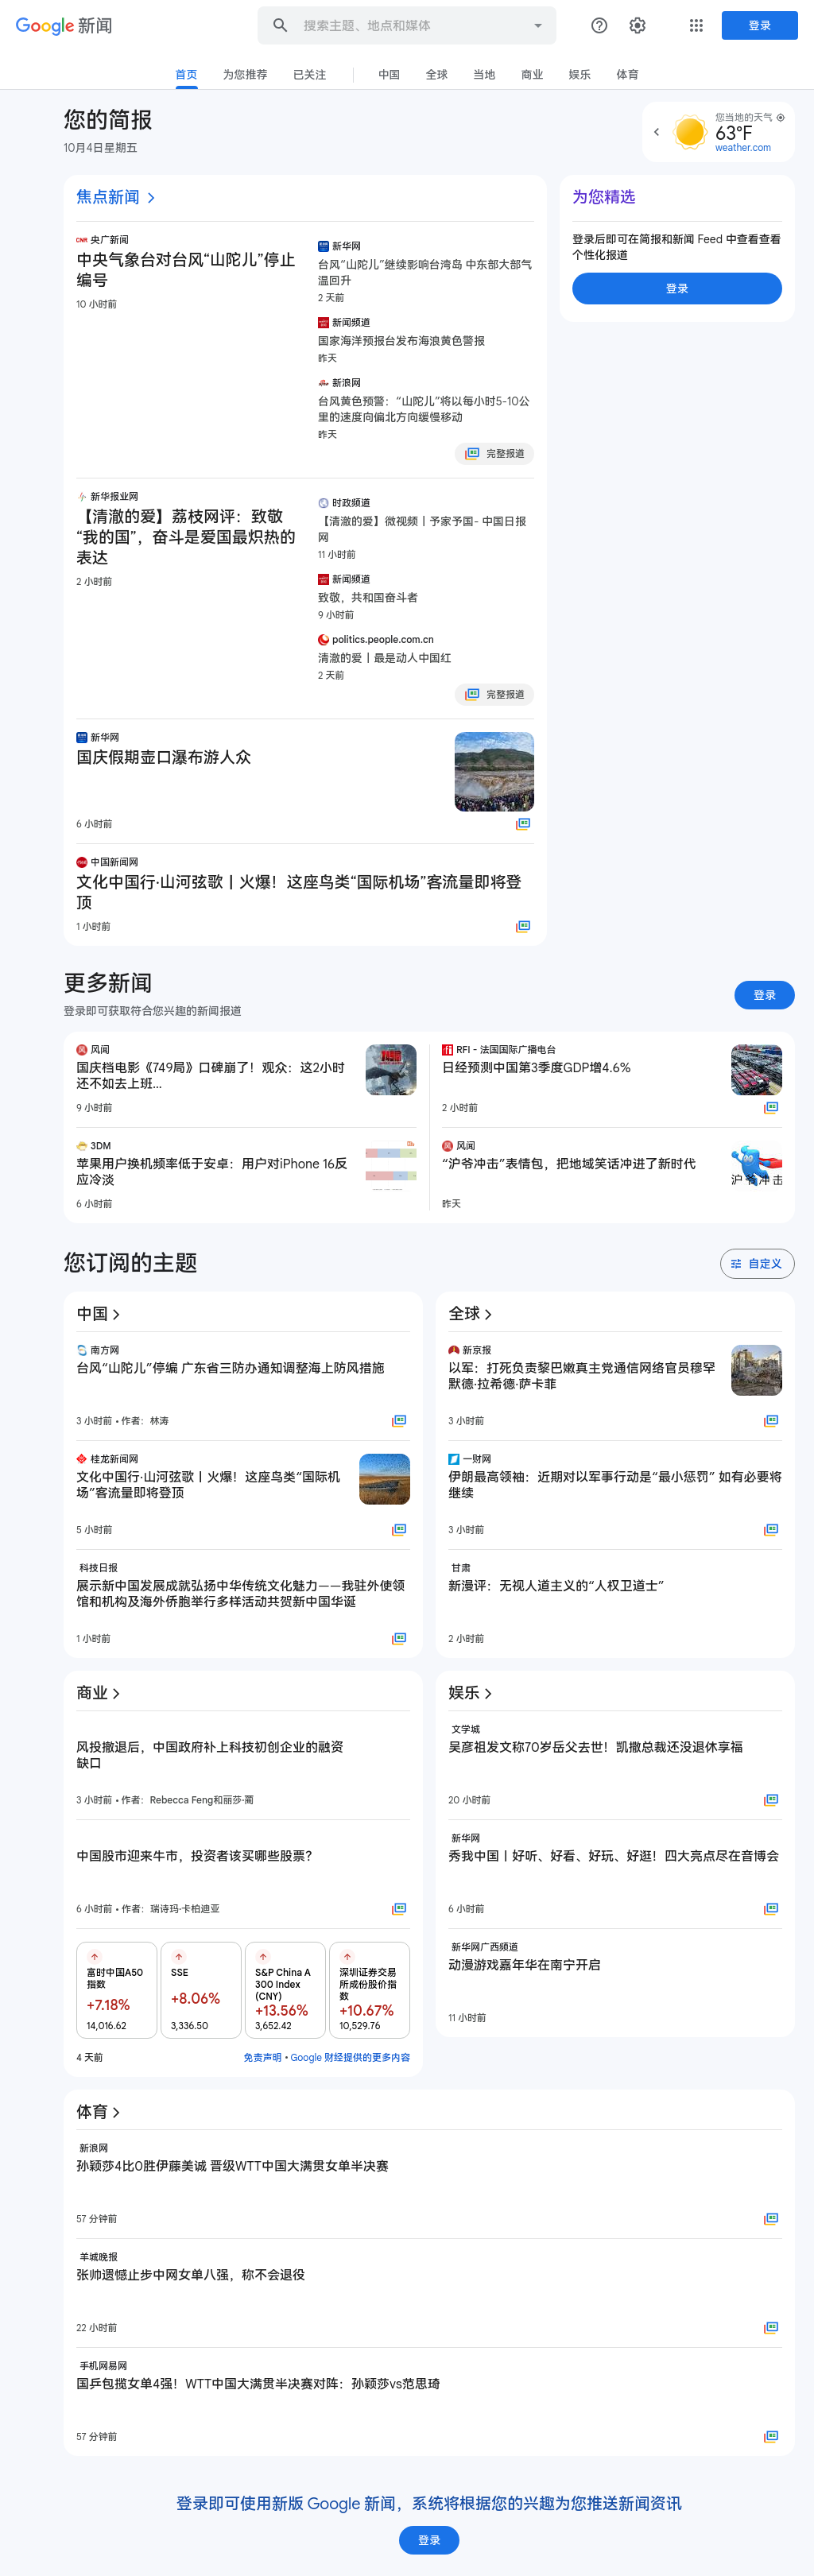 Google 新闻
搜索主题、地点和媒体
登录
首页
为您推荐
已关注
中国
全球
当地
商业
娱乐
体育
您的简报
10月4日星期五
您当地的天气
63°F
weather.com
焦点新闻
央广新闻
中央气象台对台风“山陀儿”停止
编号
10 小时前
新华网
台风“山陀儿”继续影响台湾岛 中东部大部气
温回升
2 天前
新闻频道
国家海洋预报台发布海浪黄色警报
昨天
新浪网
台风黄色预警：“山陀儿”将以每小时5-10公
里的速度向偏北方向缓慢移动
昨天
完整报道
为您精选
登录后即可在简报和新闻 Feed 中查看查看
个性化报道
登录
新华报业网
【清澈的爱】荔枝网评：致敬
“我的国”，奋斗是爱国最炽热的
表达
2 小时前
时政频道
【清澈的爱】微视频丨予家予国- 中国日报
网
11 小时前
新闻频道
致敬，共和国奋斗者
9 小时前
politics.people.com.cn
清澈的爱丨最是动人中国红
2 天前
完整报道
新华网
国庆假期壶口瀑布游人众
6 小时前
中国新闻网
文化中国行·山河弦歌丨火爆！这座鸟类“国际机场”客流量即将登
顶
1 小时前
更多新闻
登录即可获取符合您兴趣的新闻报道
登录
风闻
国庆档电影《749局》口碑崩了！观众：这2小时
还不如去上班...
9 小时前
RFI - 法国国际广播电台
日经预测中国第3季度GDP增4.6%
2 小时前
3DM
苹果用户换机频率低于安卓：用户对iPhone 16反
应冷淡
6 小时前
风闻
“沪爷冲击”表情包，把地域笑话冲进了新时代
昨天
沪爷冲击
您订阅的主题
自定义
中国
南方网
台风“山陀儿”停编 广东省三防办通知调整海上防风措施
3 小时前 • 作者：林涛
桂龙新闻网
文化中国行·山河弦歌丨火爆！这座鸟类“国际机
场”客流量即将登顶
5 小时前
科技日报
展示新中国发展成就弘扬中华传统文化魅力——我驻外使领
馆和机构及海外侨胞举行多样活动共贺新中国华诞
1 小时前
全球
新京报
以军：打死负责黎巴嫩真主党通信网络官员穆罕
默德·拉希德·萨卡菲
3 小时前
一财网
伊朗最高领袖：近期对以军事行动是“最小惩罚” 如有必要将
继续
3 小时前
甘肃
新漫评：无视人道主义的“人权卫道士”
2 小时前
商业
风投撤退后，中国政府补上科技初创企业的融资
缺口
3 小时前 • 作者：Rebecca Feng和丽莎·鬳
中国股市迎来牛市，投资者该买哪些股票？
6 小时前 • 作者：瑞诗玛·卡柏迪亚
富时中国A50
指数
+7.18%
14,016.62
SSE
+8.06%
3,336.50
S&P China A
300 Index
(CNY)
+13.56%
3,652.42
深圳证券交易
所成份股价指
数
+10.67%
10,529.76
4 天前
免责声明 • Google 财经提供的更多内容
娱乐
文学城
吴彦祖发文称70岁岳父去世！凯撒总裁还没退休享福
20 小时前
新华网
秀我中国丨好听、好看、好玩、好逛！四大亮点尽在音博会
6 小时前
新华网广西频道
动漫游戏嘉年华在南宁开启
11 小时前
体育
新浪网
孙颖莎4比0胜伊藤美诚 晋级WTT中国大满贯女单半决赛
57 分钟前
羊城晚报
张帅遗憾止步中网女单八强，称不会退役
22 小时前
手机网易网
国乒包揽女单4强！WTT中国大满贯半决赛对阵：孙颖莎vs范思琦
57 分钟前
登录即可使用新版 Google 新闻，系统将根据您的兴趣为您推送新闻资讯
登录